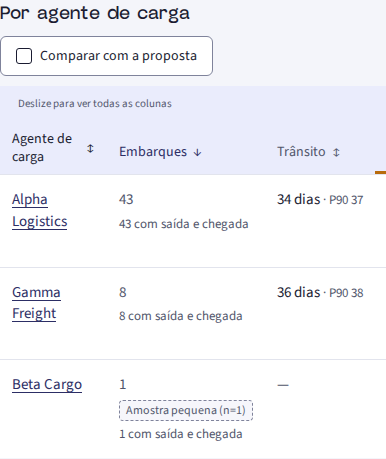 Por agente de carga
Comparar com a proposta
Deslize para ver todas as colunas
Agente de carga ↕
Embarques ↓
Trânsito ↕
Alpha Logistics
43
43 com saída e chegada
34 dias · P90 37
Gamma Freight
8
8 com saída e chegada
36 dias · P90 38
Beta Cargo
1
Amostra pequena (n=1)
1 com saída e chegada
—